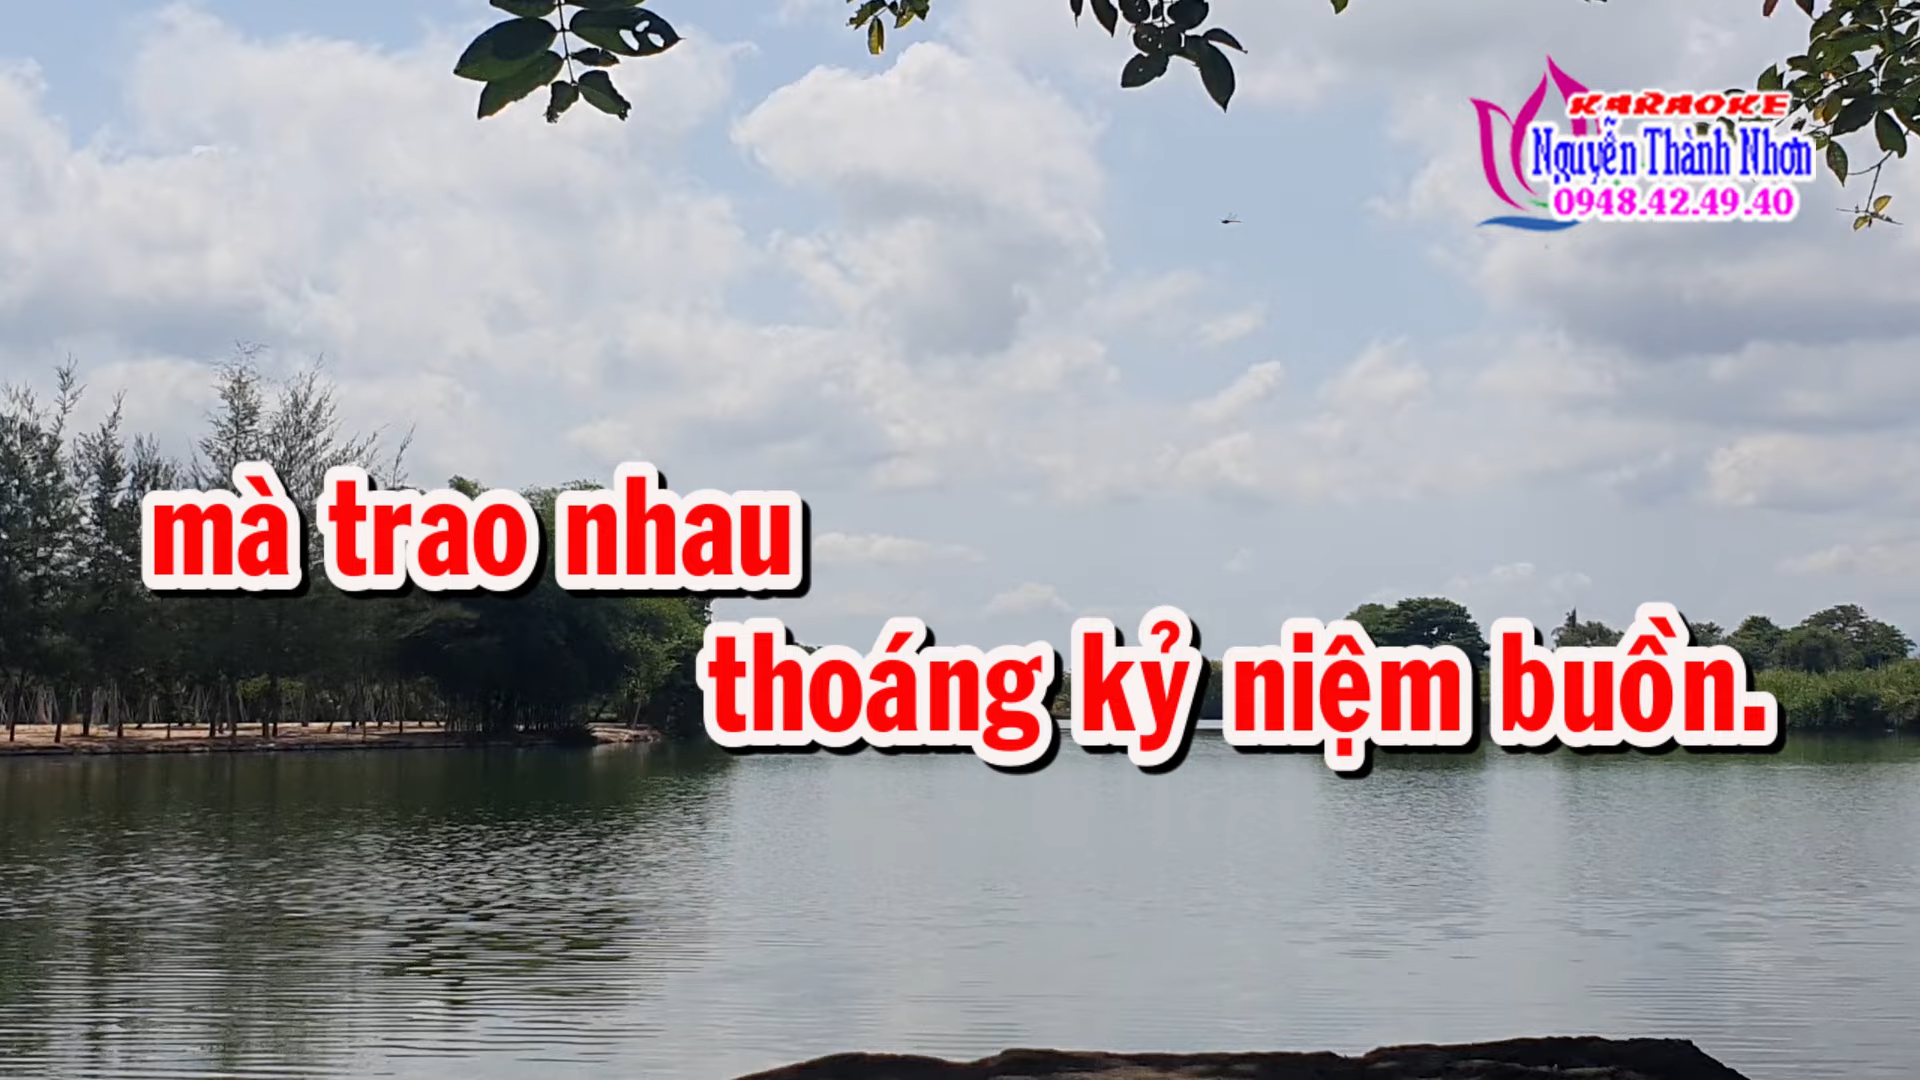 KARAOKE
Nguyễn Thành Nhơn
0948.42.49.40
mà trao nhau
thoáng kỷ niệm buồn.